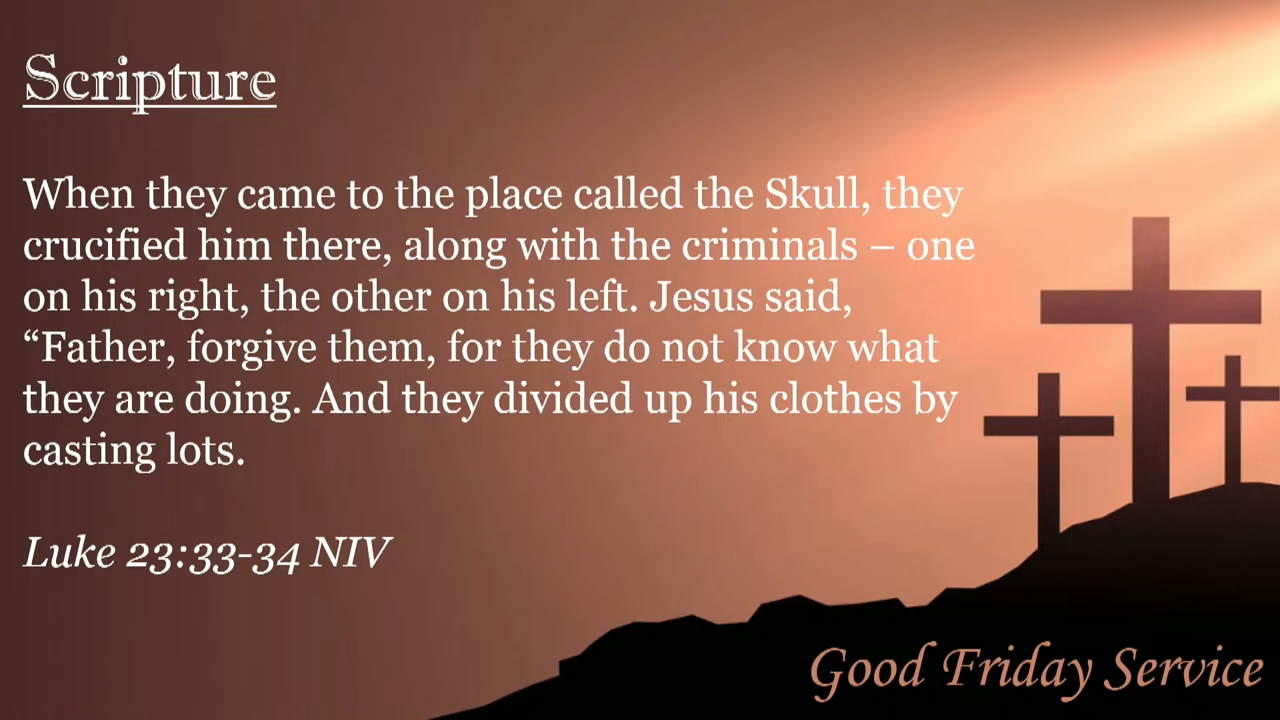 Scripture
When they came to the place called the Skull, they
crucified him there, along with the criminals – one
on his right, the other on his left. Jesus said,
“Father, forgive them, for they do not know what
they are doing. And they divided up his clothes by
casting lots.
Luke 23:33-34 NIV
Good Friday Service